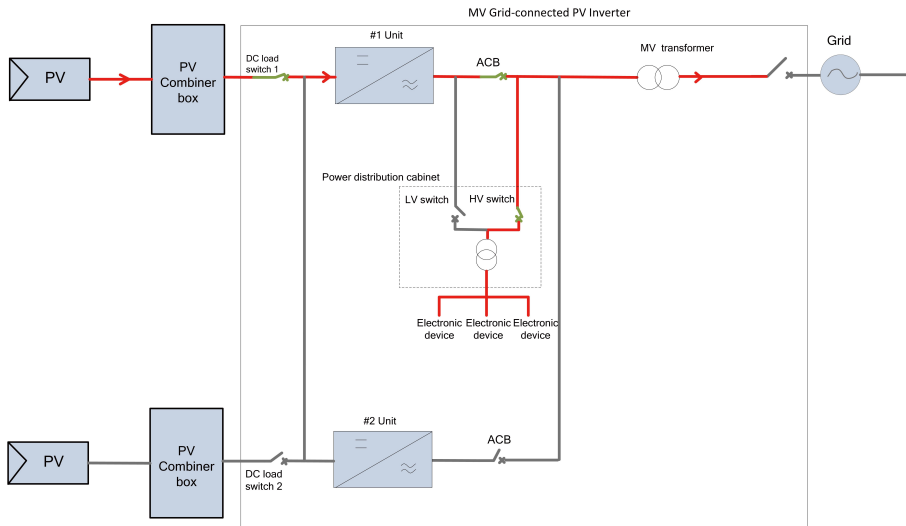 MV Grid-connected PV Inverter
#1 Unit
Grid
MV transformer
ACB
DC load
switch 1
PV
PV
Combiner
box
Power distribution cabinet
LV switch
HV switch
Electronic
device
Electronic
device
Electronic
device
#2 Unit
ACB
PV
PV
Combiner
box
DC load
switch 2